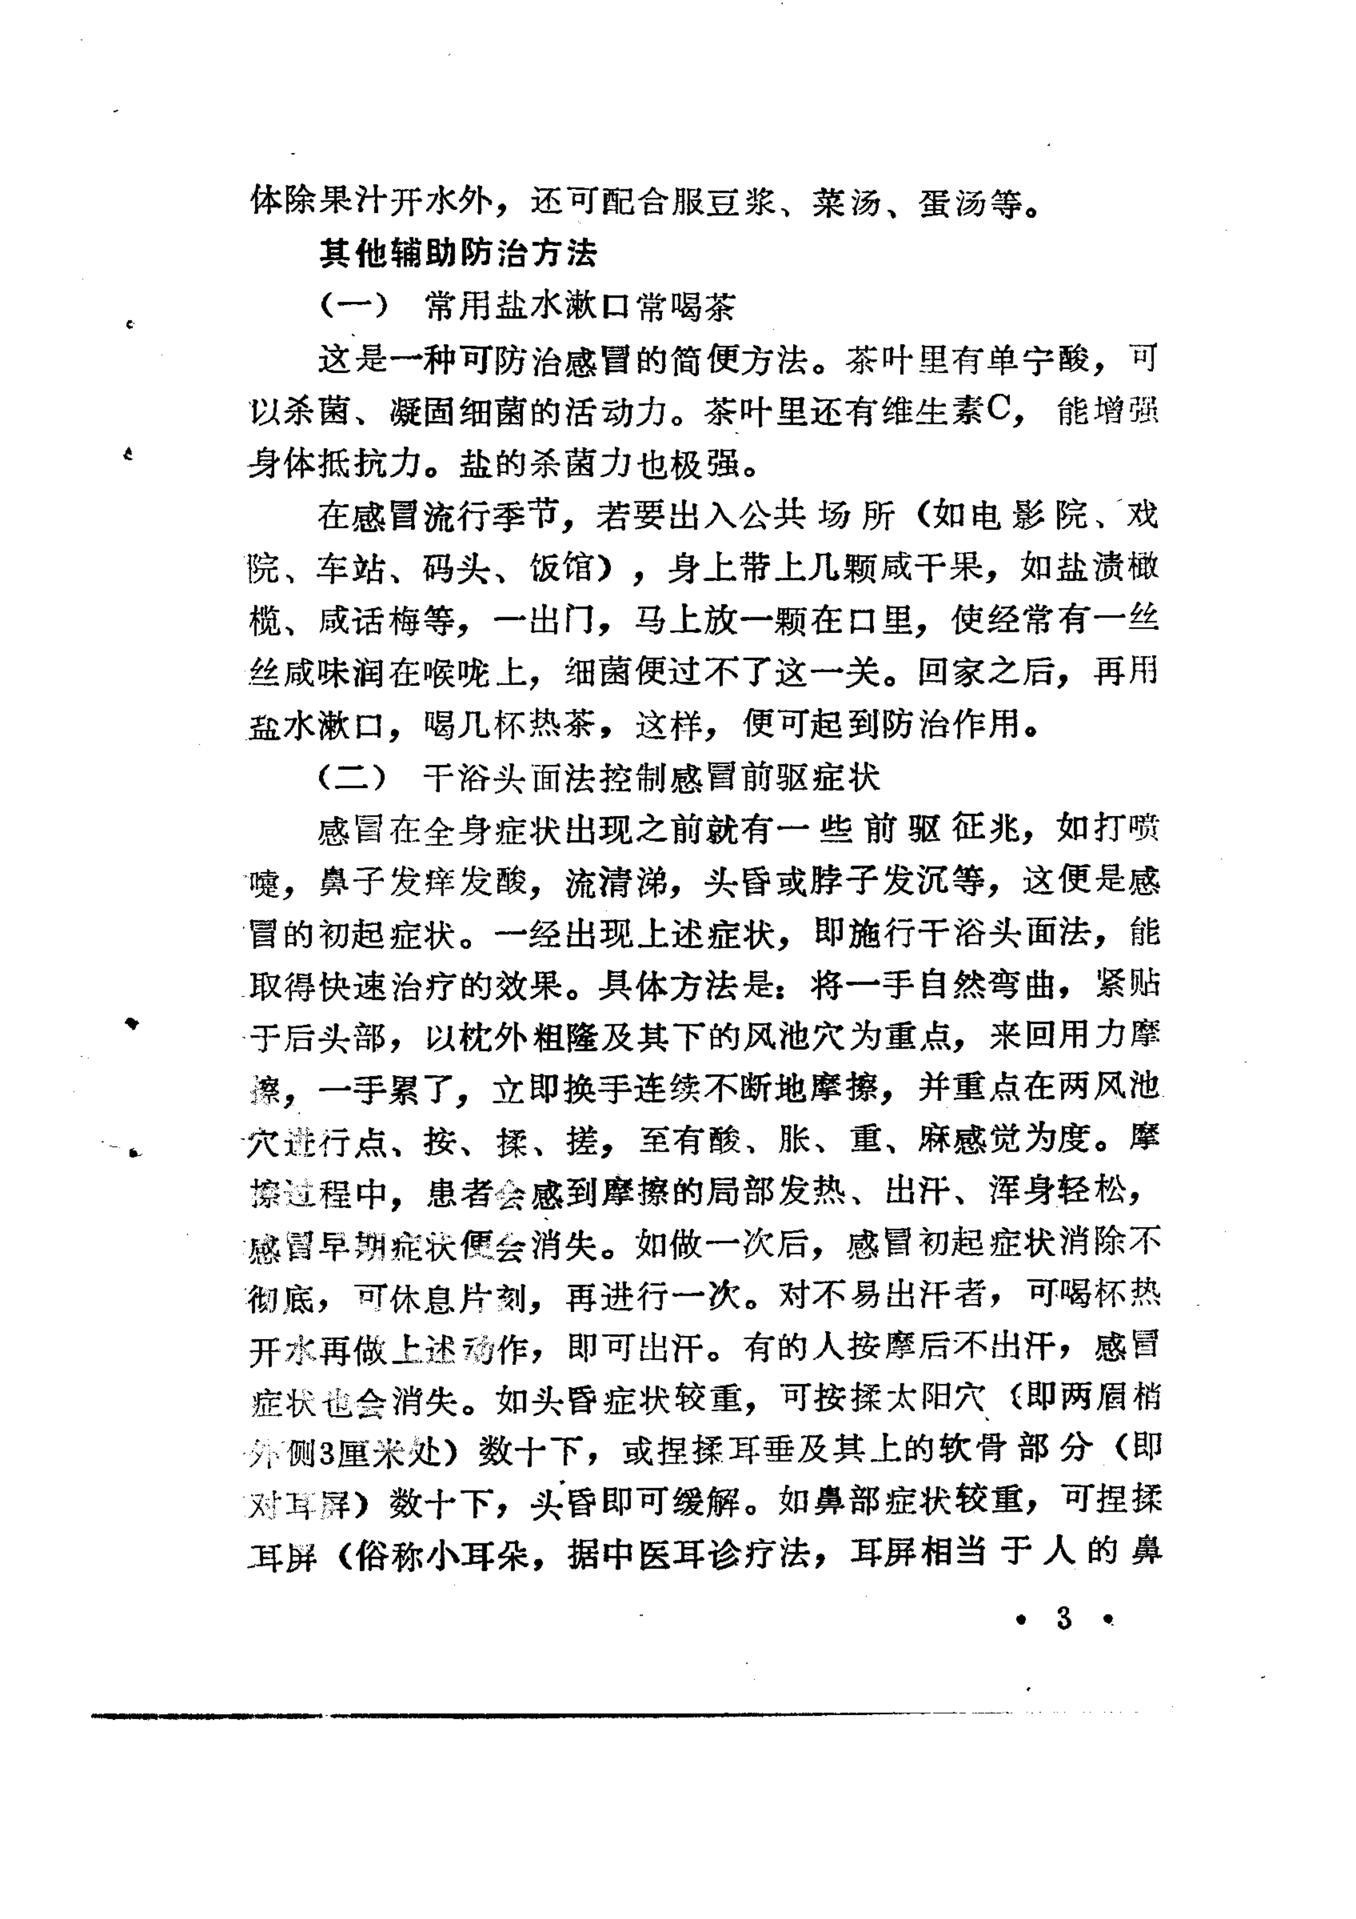 体除果汁开水外，还可配合服豆浆、菜汤、蛋汤等。
其他辅助防治方法
（一） 常用盐水漱口常喝茶
这是一种可防治感冒的简便方法。茶叶里有单宁酸，可
以杀菌、凝固细菌的活动力。茶叶里还有维生素C， 能增强
身体抵抗力。盐的杀菌力也极强。
在感冒流行季节，若要出入公共场所（如电影院、戏
院、车站、码头、饭馆），身上带上几颗咸干果，如盐渍橄
榄、咸话梅等，一出门，马上放一颗在口里，使经常有一丝
丝咸味润在喉咙上，细菌便过不了这一关。回家之后，再用
盐水漱口，喝几杯热茶，这样，便可起到防治作用。
（二） 干浴头面法控制感冒前驱症状
感冒在全身症状出现之前就有一些前驱征兆，如打喷
嚏，鼻子发痒发酸，流清涕，头昏或脖子发沉等，这便是感
冒的初起症状。一经出现上述症状，即施行干浴头面法，能
取得快速治疗的效果。具体方法是：将一手自然弯曲，紧贴
于后头部，以枕外粗隆及其下的风池穴为重点，来回用力摩
擦，一手累了，立即换手连续不断地摩擦，并重点在两风池
穴进行点、按、揉、搓，至有酸、胀、重、麻感觉为度。摩
擦过程中，患者会感到摩擦的局部发热、出汗、浑身轻松，
感冒早期症状便会消失。如做一次后，感冒初起症状消除不
彻底，可休息片刻，再进行一次。对不易出汗者，可喝杯热
开水再做上述动作，即可出汗。有的人按摩后不出汗，感冒
症状也会消失。如头昏症状较重，可按揉太阳穴（即两眉梢
外侧3厘米处）数十下，或捏揉耳垂及其上的软骨部分（即
对耳屏）数十下，头昏即可缓解。如鼻部症状较重，可捏揉
耳屏（俗称小耳朵，据中医耳诊疗法，耳屏相当于人的鼻
• 3 •